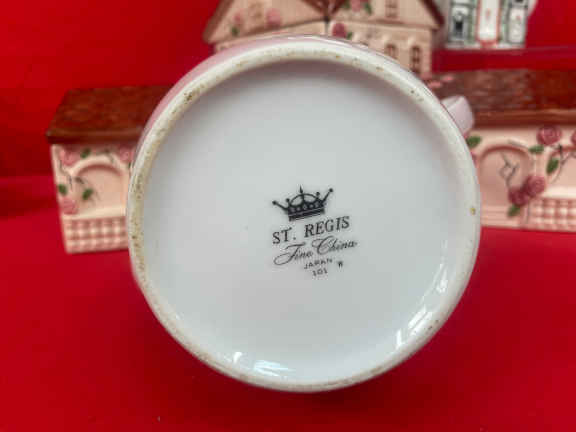 ST. REGIS
Fine China
JAPAN
101 R